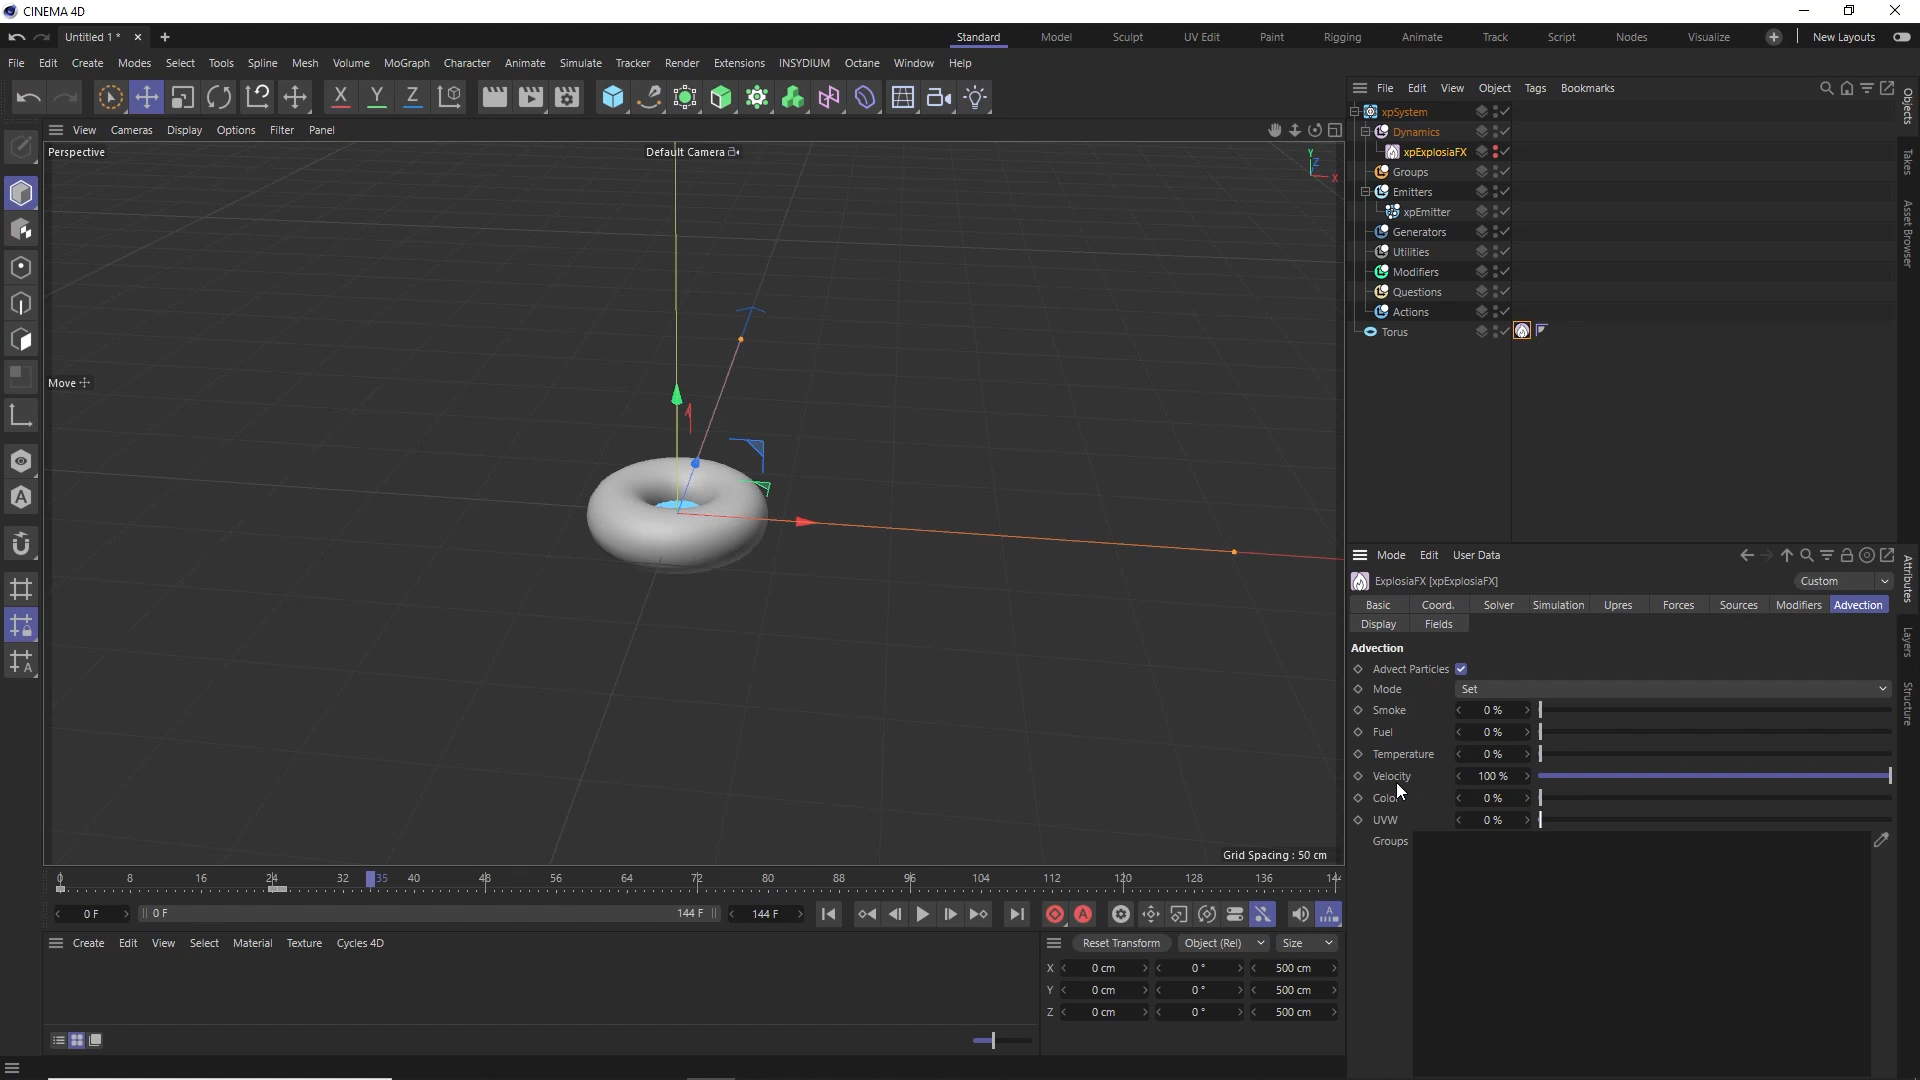 CINEMA 4D
Untitled 1 *
Standard Model Sculpt UV Edit Paint Rigging Animate Track Script Nodes Visualize New Layouts
File Edit Create Modes Select Tools Spline Mesh Volume MoGraph Character Animate Simulate Tracker Render Extensions INSYDIUM Octane Window Help
X Y Z
File Edit View Object Tags Bookmarks
View Cameras Display Options Filter Panel
Perspective
Default Camera
Y
Z
X
Move
Grid Spacing : 50 cm
xpSystem
Dynamics
xpExplosiaFX
Groups
Emitters
xpEmitter
Generators
Utilities
Modifiers
Questions
Actions
Torus
Objects
Takes
Asset Browser
Attributes
Layers
Structure
Mode Edit User Data
ExplosiaFX [xpExplosiaFX]
Custom
Basic Coord. Solver Simulation Upres Forces Sources Modifiers Advection
Display Fields
Advection
Advect Particles
Mode Set
Smoke 0 %
Fuel 0 %
Temperature 0 %
Velocity 100 %
Color 0 %
UVW 0 %
Groups
0 8 16 24 32 35 40 48 56 64 72 80 88 96 104 112 120 128 136 144
0 F 0 F 144 F 144 F
Create Edit View Select Material Texture Cycles 4D
Reset Transform Object (Rel) Size
X 0 cm 0 ° 500 cm
Y 0 cm 0 ° 500 cm
Z 0 cm 0 ° 500 cm